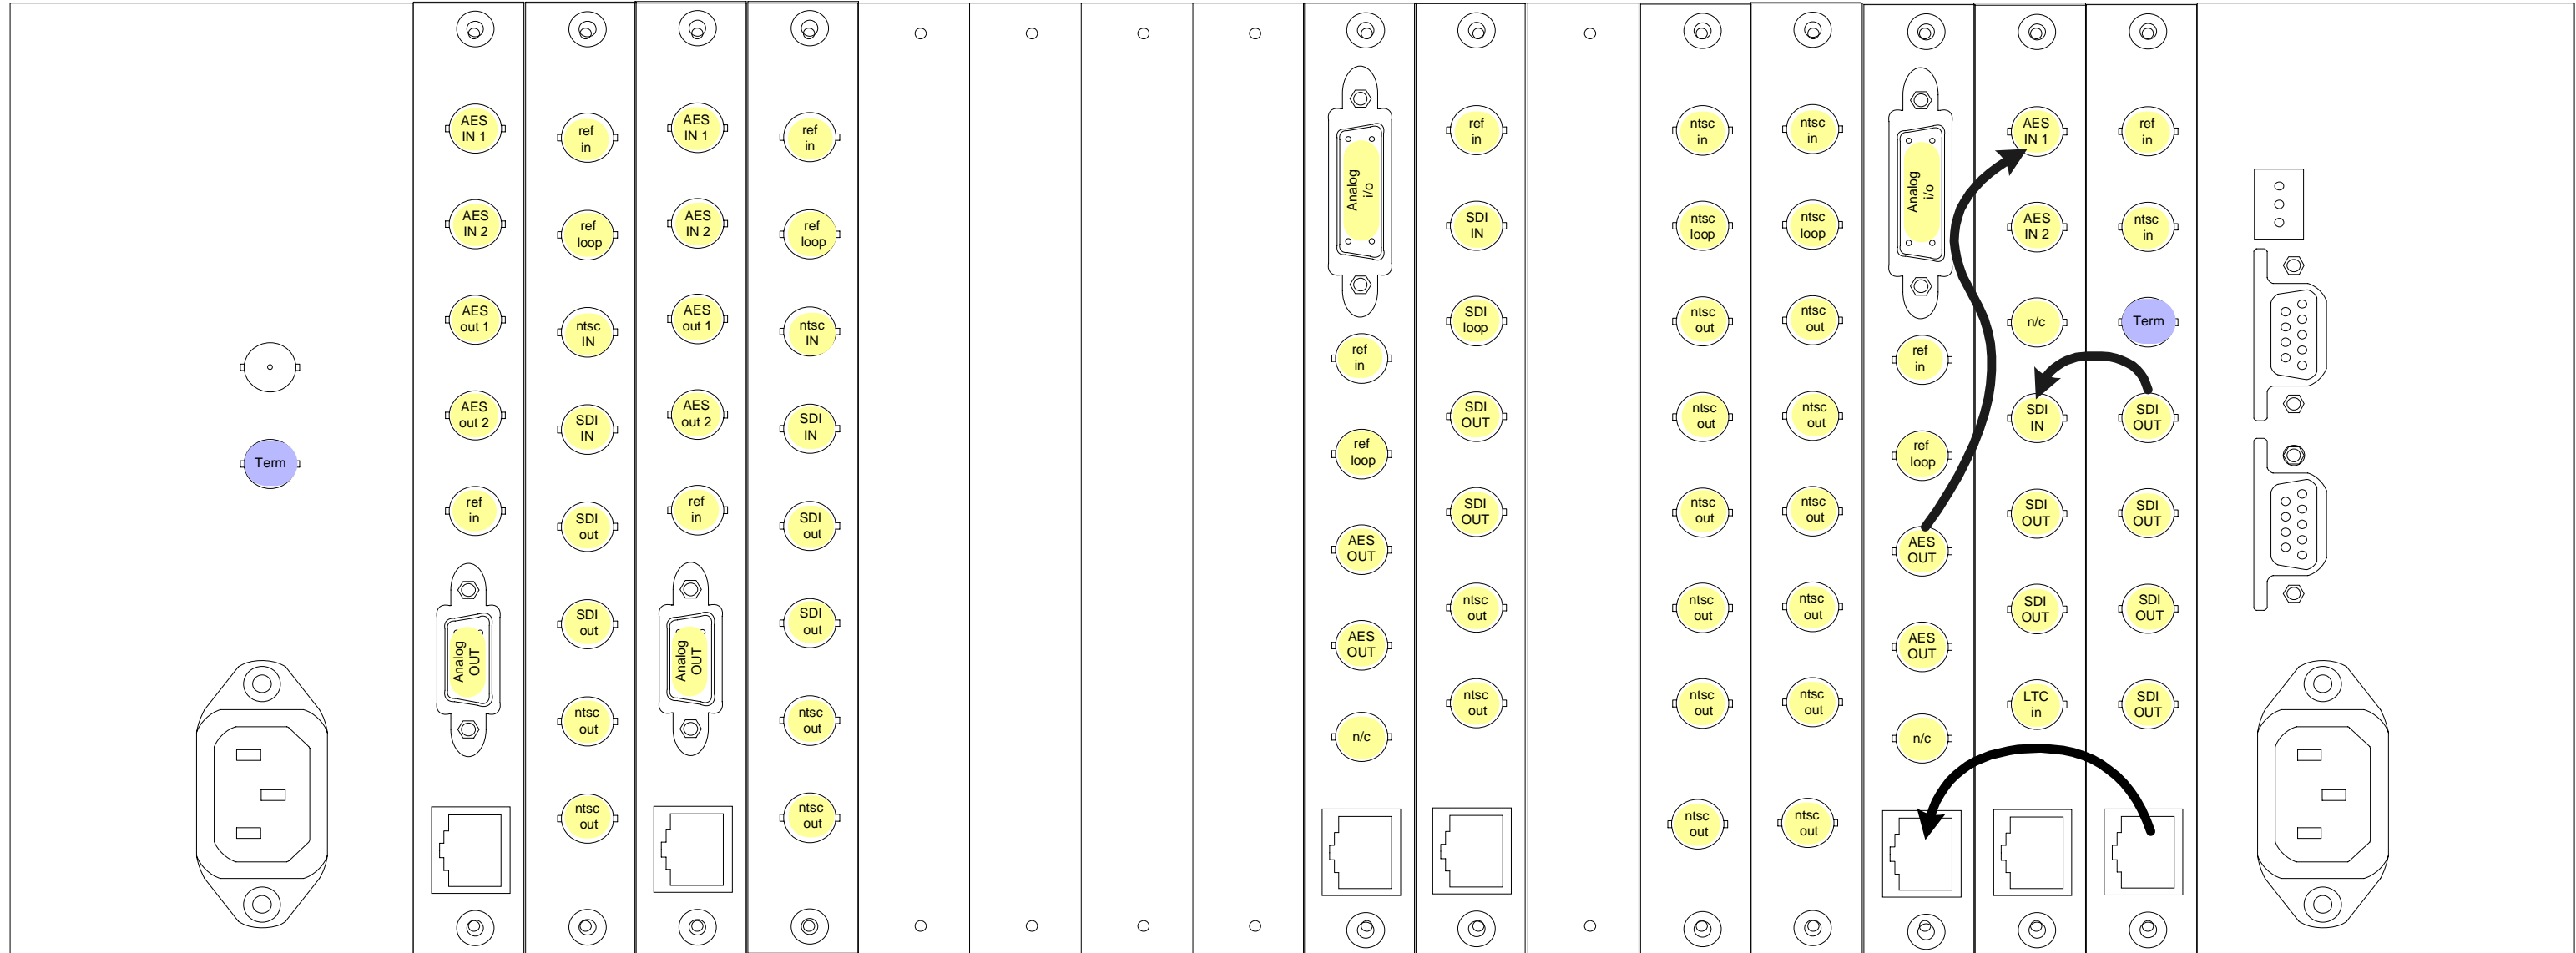 Term
AES
IN 1
AES
IN 2
AES
out 1
AES
out 2
ref
in
Analog
OUT
ref
in
ref
loop
ntsc
IN
SDI
IN
SDI
out
SDI
out
ntsc
out
ntsc
out
AES
IN 1
AES
IN 2
AES
out 1
AES
out 2
ref
in
Analog
OUT
ref
in
ref
loop
ntsc
IN
SDI
IN
SDI
out
SDI
out
ntsc
out
ntsc
out
Analog
i/o
ref
in
ref
loop
AES
OUT
AES
OUT
n/c
ref
in
SDI
IN
SDI
loop
SDI
OUT
SDI
OUT
ntsc
out
ntsc
out
ntsc
in
ntsc
loop
ntsc
out
ntsc
out
ntsc
out
ntsc
out
ntsc
out
ntsc
out
ntsc
in
ntsc
loop
ntsc
out
ntsc
out
ntsc
out
ntsc
out
ntsc
out
ntsc
out
Analog
i/o
ref
in
ref
loop
AES
OUT
AES
OUT
n/c
AES
IN 1
AES
IN 2
n/c
SDI
IN
SDI
OUT
SDI
OUT
LTC
in
ref
in
ntsc
in
Term
SDI
OUT
SDI
OUT
SDI
OUT
SDI
OUT